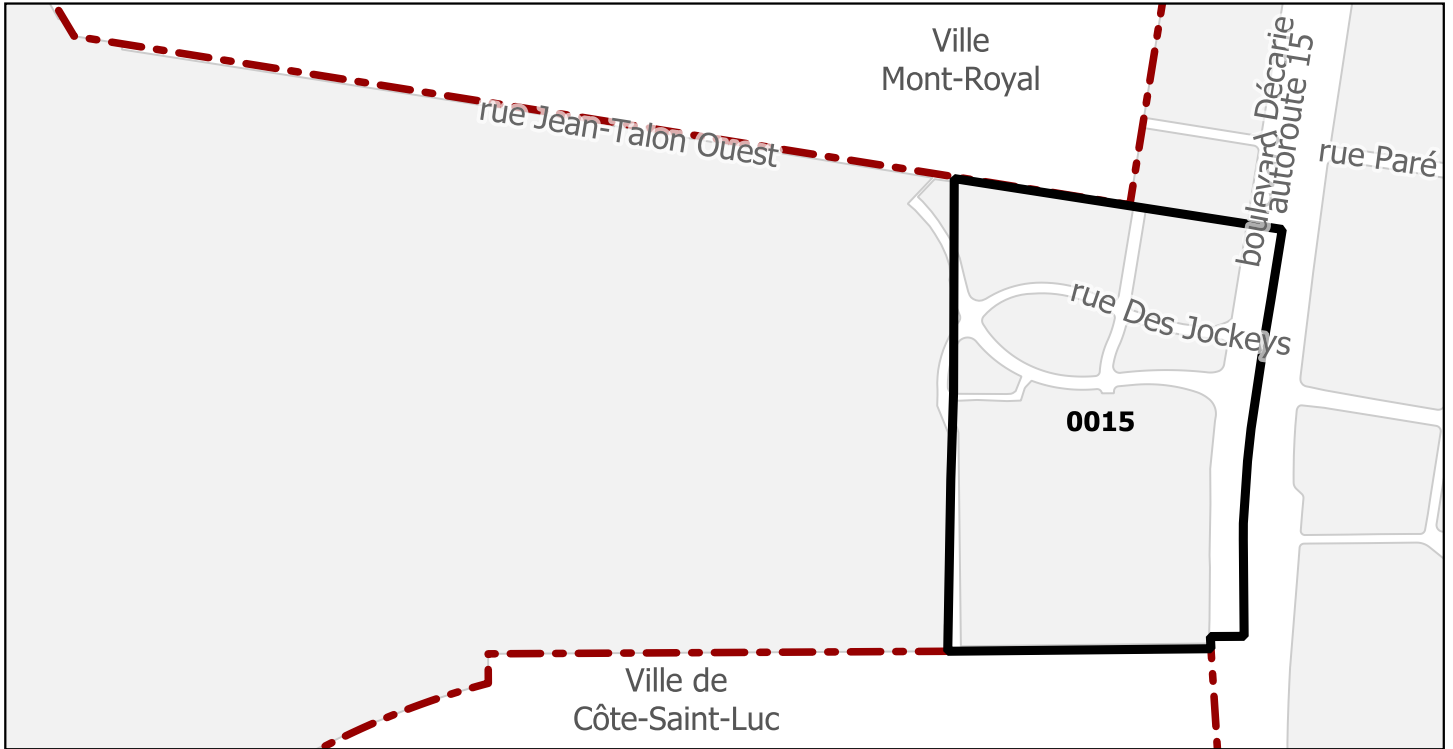 Ville
Mont-Royal
boulevard Décarie
autoroute 15
rue Jean-Talon Ouest
rue Paré
rue Des Jockeys
0015
Ville de
Côte-Saint-Luc